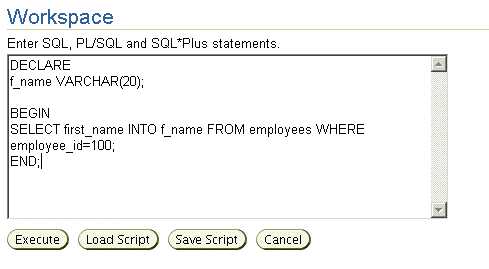 Workspace
Enter SQL, PL/SQL and SQL*Plus statements.
DECLARE
f_name VARCHAR(20);
BEGIN
SELECT first_name INTO f_name FROM employees WHERE
employee_id=100;
END;
Execute Load Script Save Script Cancel